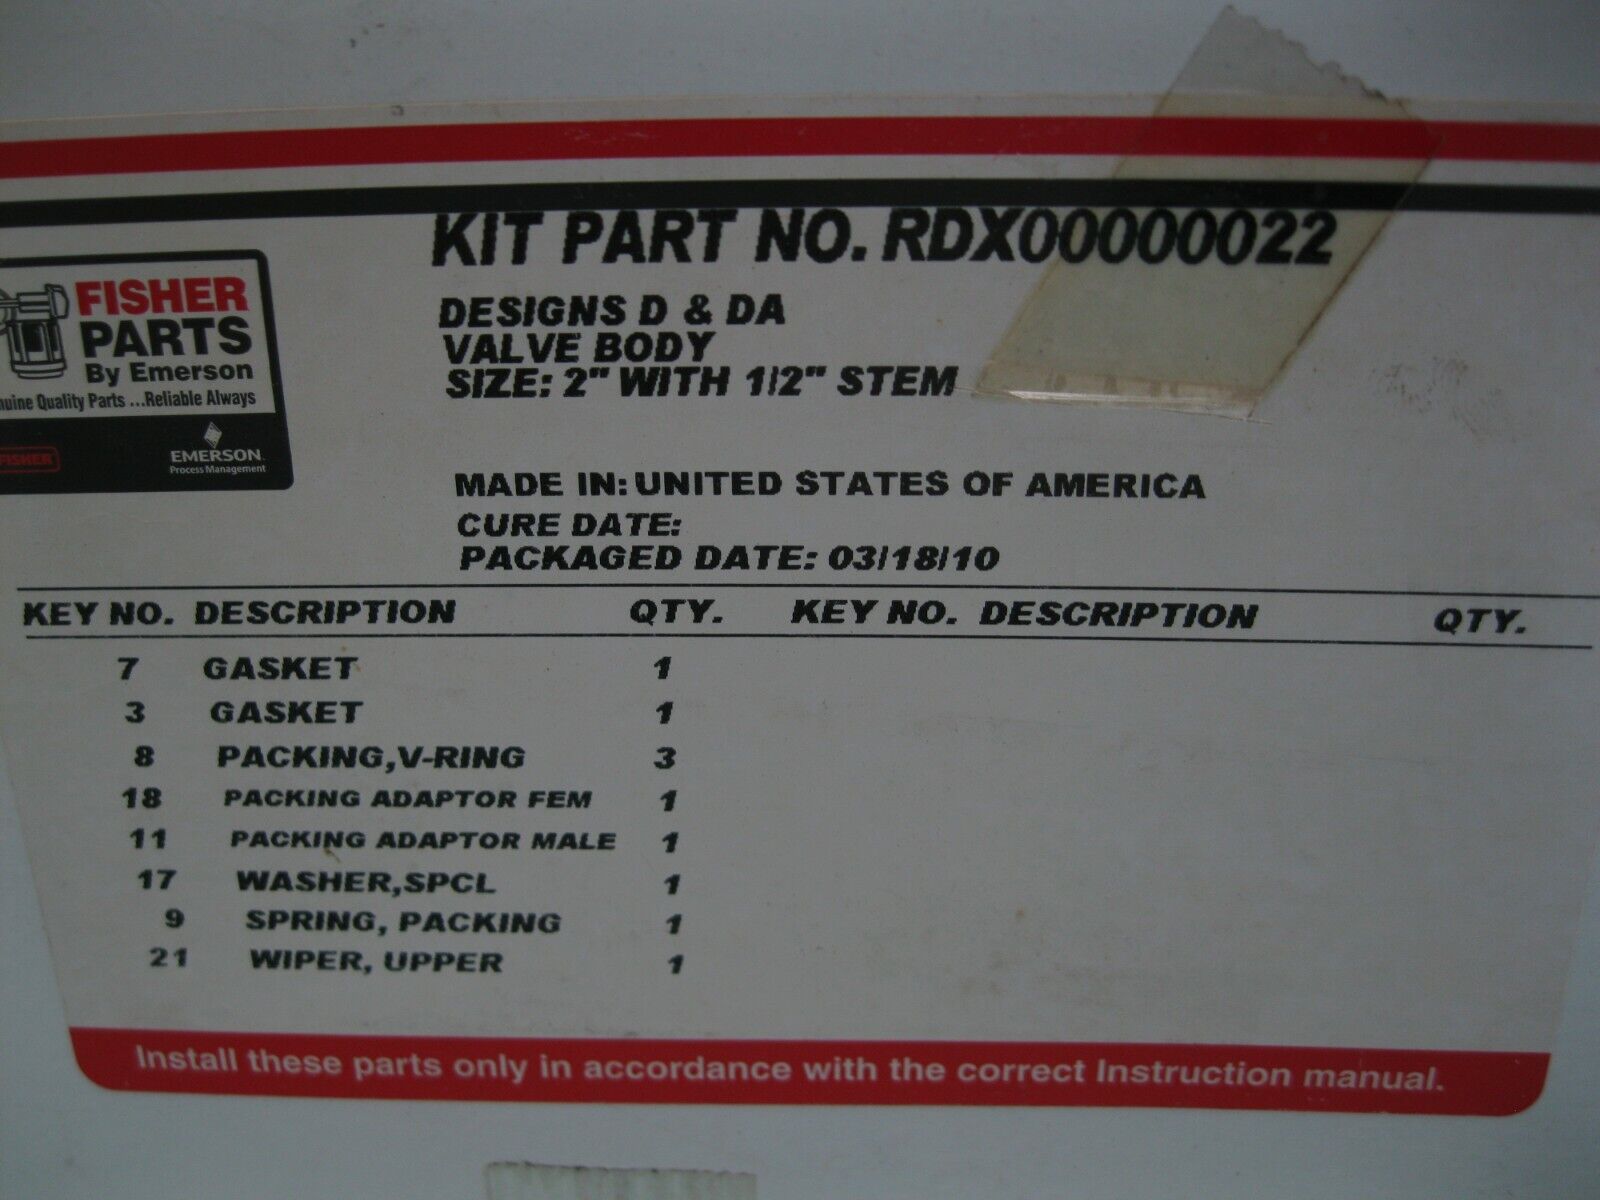 KIT PART NO. RDX00000022
FISHER
PARTS
By Emerson
Quality Parts ...Reliable Always
FISHER
EMERSON.
Process Management
DESIGNS D & DA
VALVE BODY
SIZE: 2" WITH 1/2" STEM
MADE IN: UNITED STATES OF AMERICA
CURE DATE:
PACKAGED DATE: 03/18/10
KEY NO. DESCRIPTION QTY. KEY NO. DESCRIPTION QTY.
7 GASKET 1
3 GASKET 1
8 PACKING,V-RING 3
18 PACKING ADAPTOR FEM 1
11 PACKING ADAPTOR MALE 1
17 WASHER,SPCL 1
9 SPRING, PACKING 1
21 WIPER, UPPER 1
Install these parts only in accordance with the correct Instruction manual.